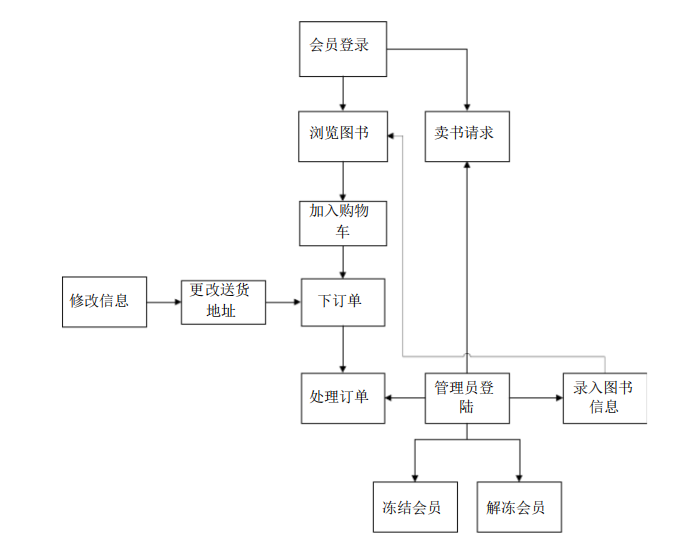 会员登录
浏览图书
卖书请求
加入购物
车
修改信息
更改送货
地址
下订单
处理订单
管理员登
陆
录入图书
信息
冻结会员
解冻会员